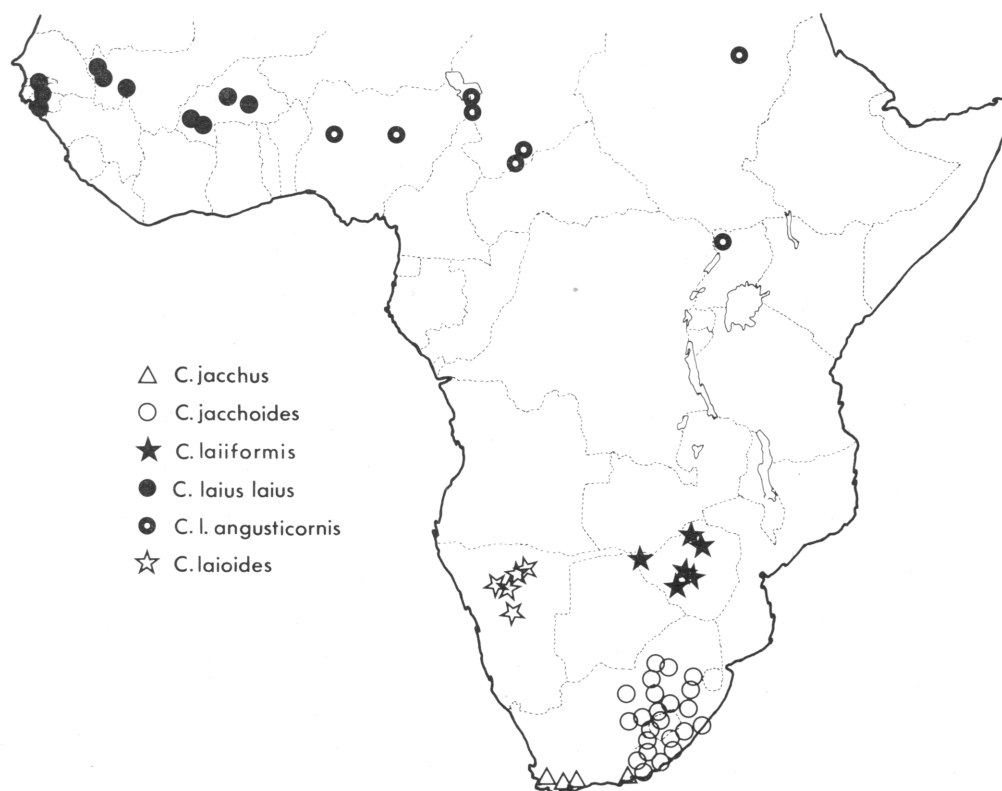 C. jacchus
C. jacchoides
C. laiiformis
C. laius laius
C. l. angusticornis
C. laioides